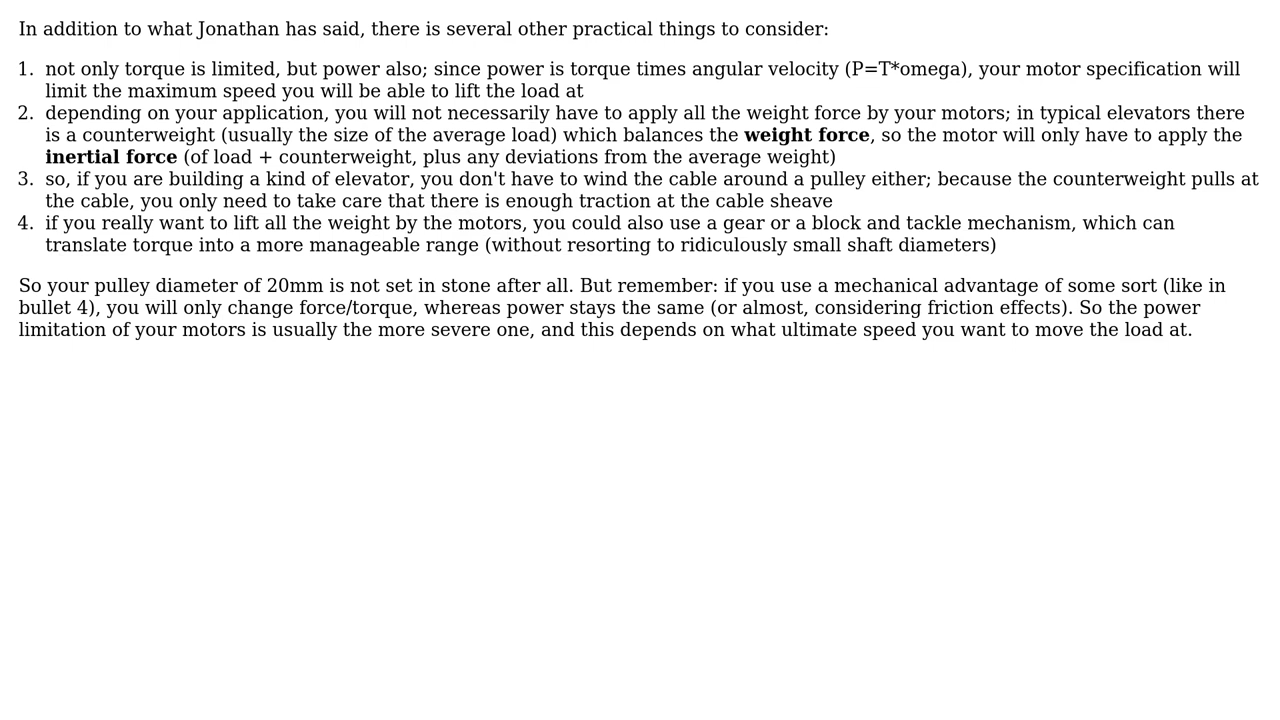 In addition to what Jonathan has said, there is several other practical things to consider:
1. not only torque is limited, but power also; since power is torque times angular velocity (P=T*omega), your motor specification will
limit the maximum speed you will be able to lift the load at
2. depending on your application, you will not necessarily have to apply all the weight force by your motors; in typical elevators there
is a counterweight (usually the size of the average load) which balances the weight force, so the motor will only have to apply the
inertial force (of load + counterweight, plus any deviations from the average weight)
3. so, if you are building a kind of elevator, you don't have to wind the cable around a pulley either; because the counterweight pulls at
the cable, you only need to take care that there is enough traction at the cable sheave
4. if you really want to lift all the weight by the motors, you could also use a gear or a block and tackle mechanism, which can
translate torque into a more manageable range (without resorting to ridiculously small shaft diameters)
So your pulley diameter of 20mm is not set in stone after all. But remember: if you use a mechanical advantage of some sort (like in
bullet 4), you will only change force/torque, whereas power stays the same (or almost, considering friction effects). So the power
limitation of your motors is usually the more severe one, and this depends on what ultimate speed you want to move the load at.